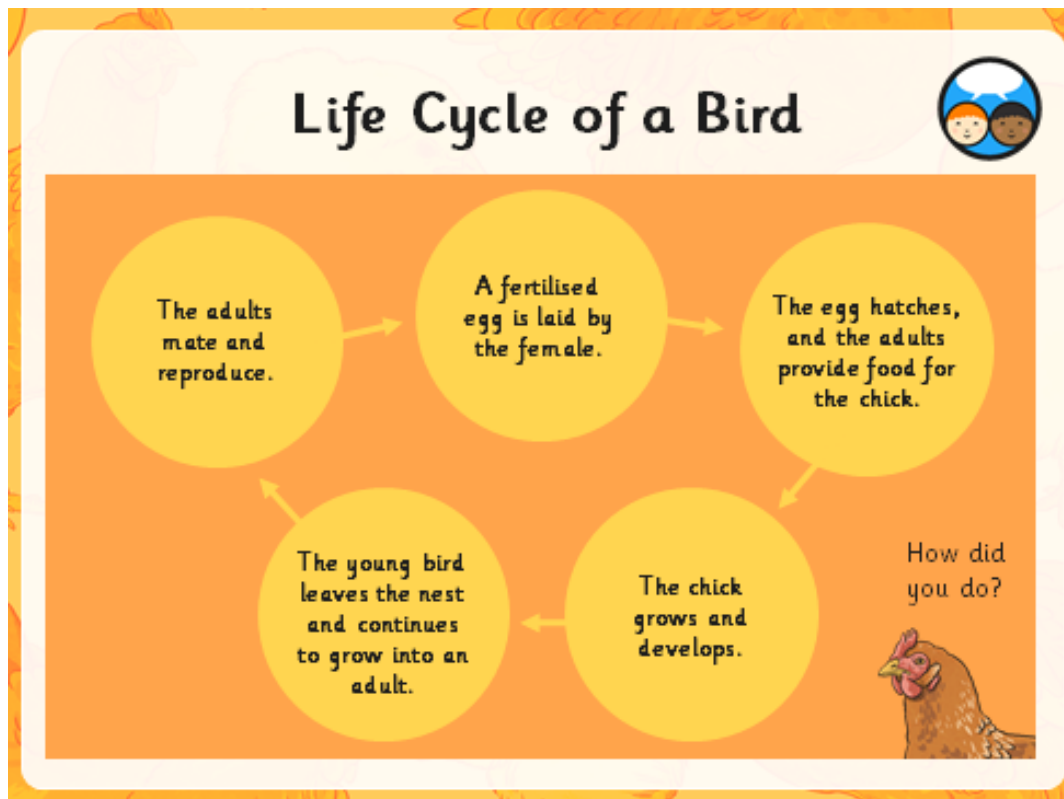 Life Cycle of a Bird
The adults
mate and
reproduce.
A fertilised
egg is laid by
the female.
The egg hatches,
and the adults
provide food for
the chick.
The chick
grows and
develops.
The young bird
leaves the nest
and continues
to grow into an
adult.
How did
you do?